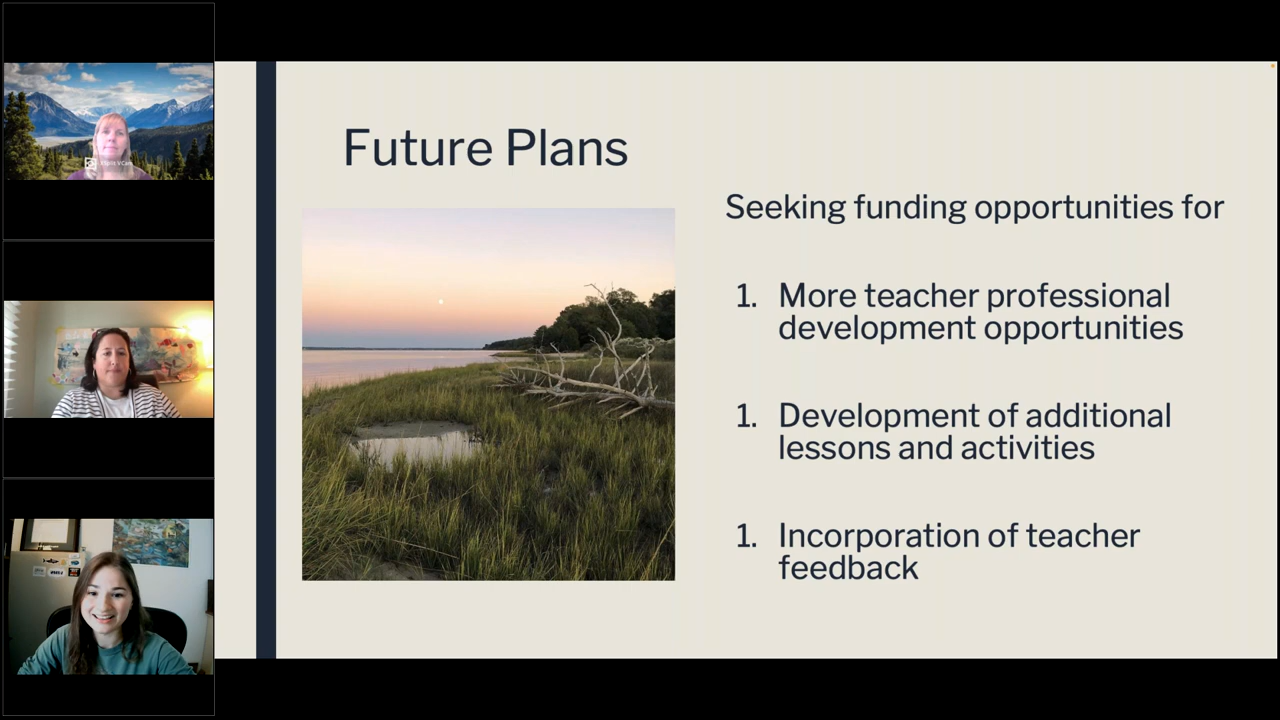 Future Plans
Seeking funding opportunities for
1. More teacher professional
development opportunities
1. Development of additional
lessons and activities
1. Incorporation of teacher
feedback